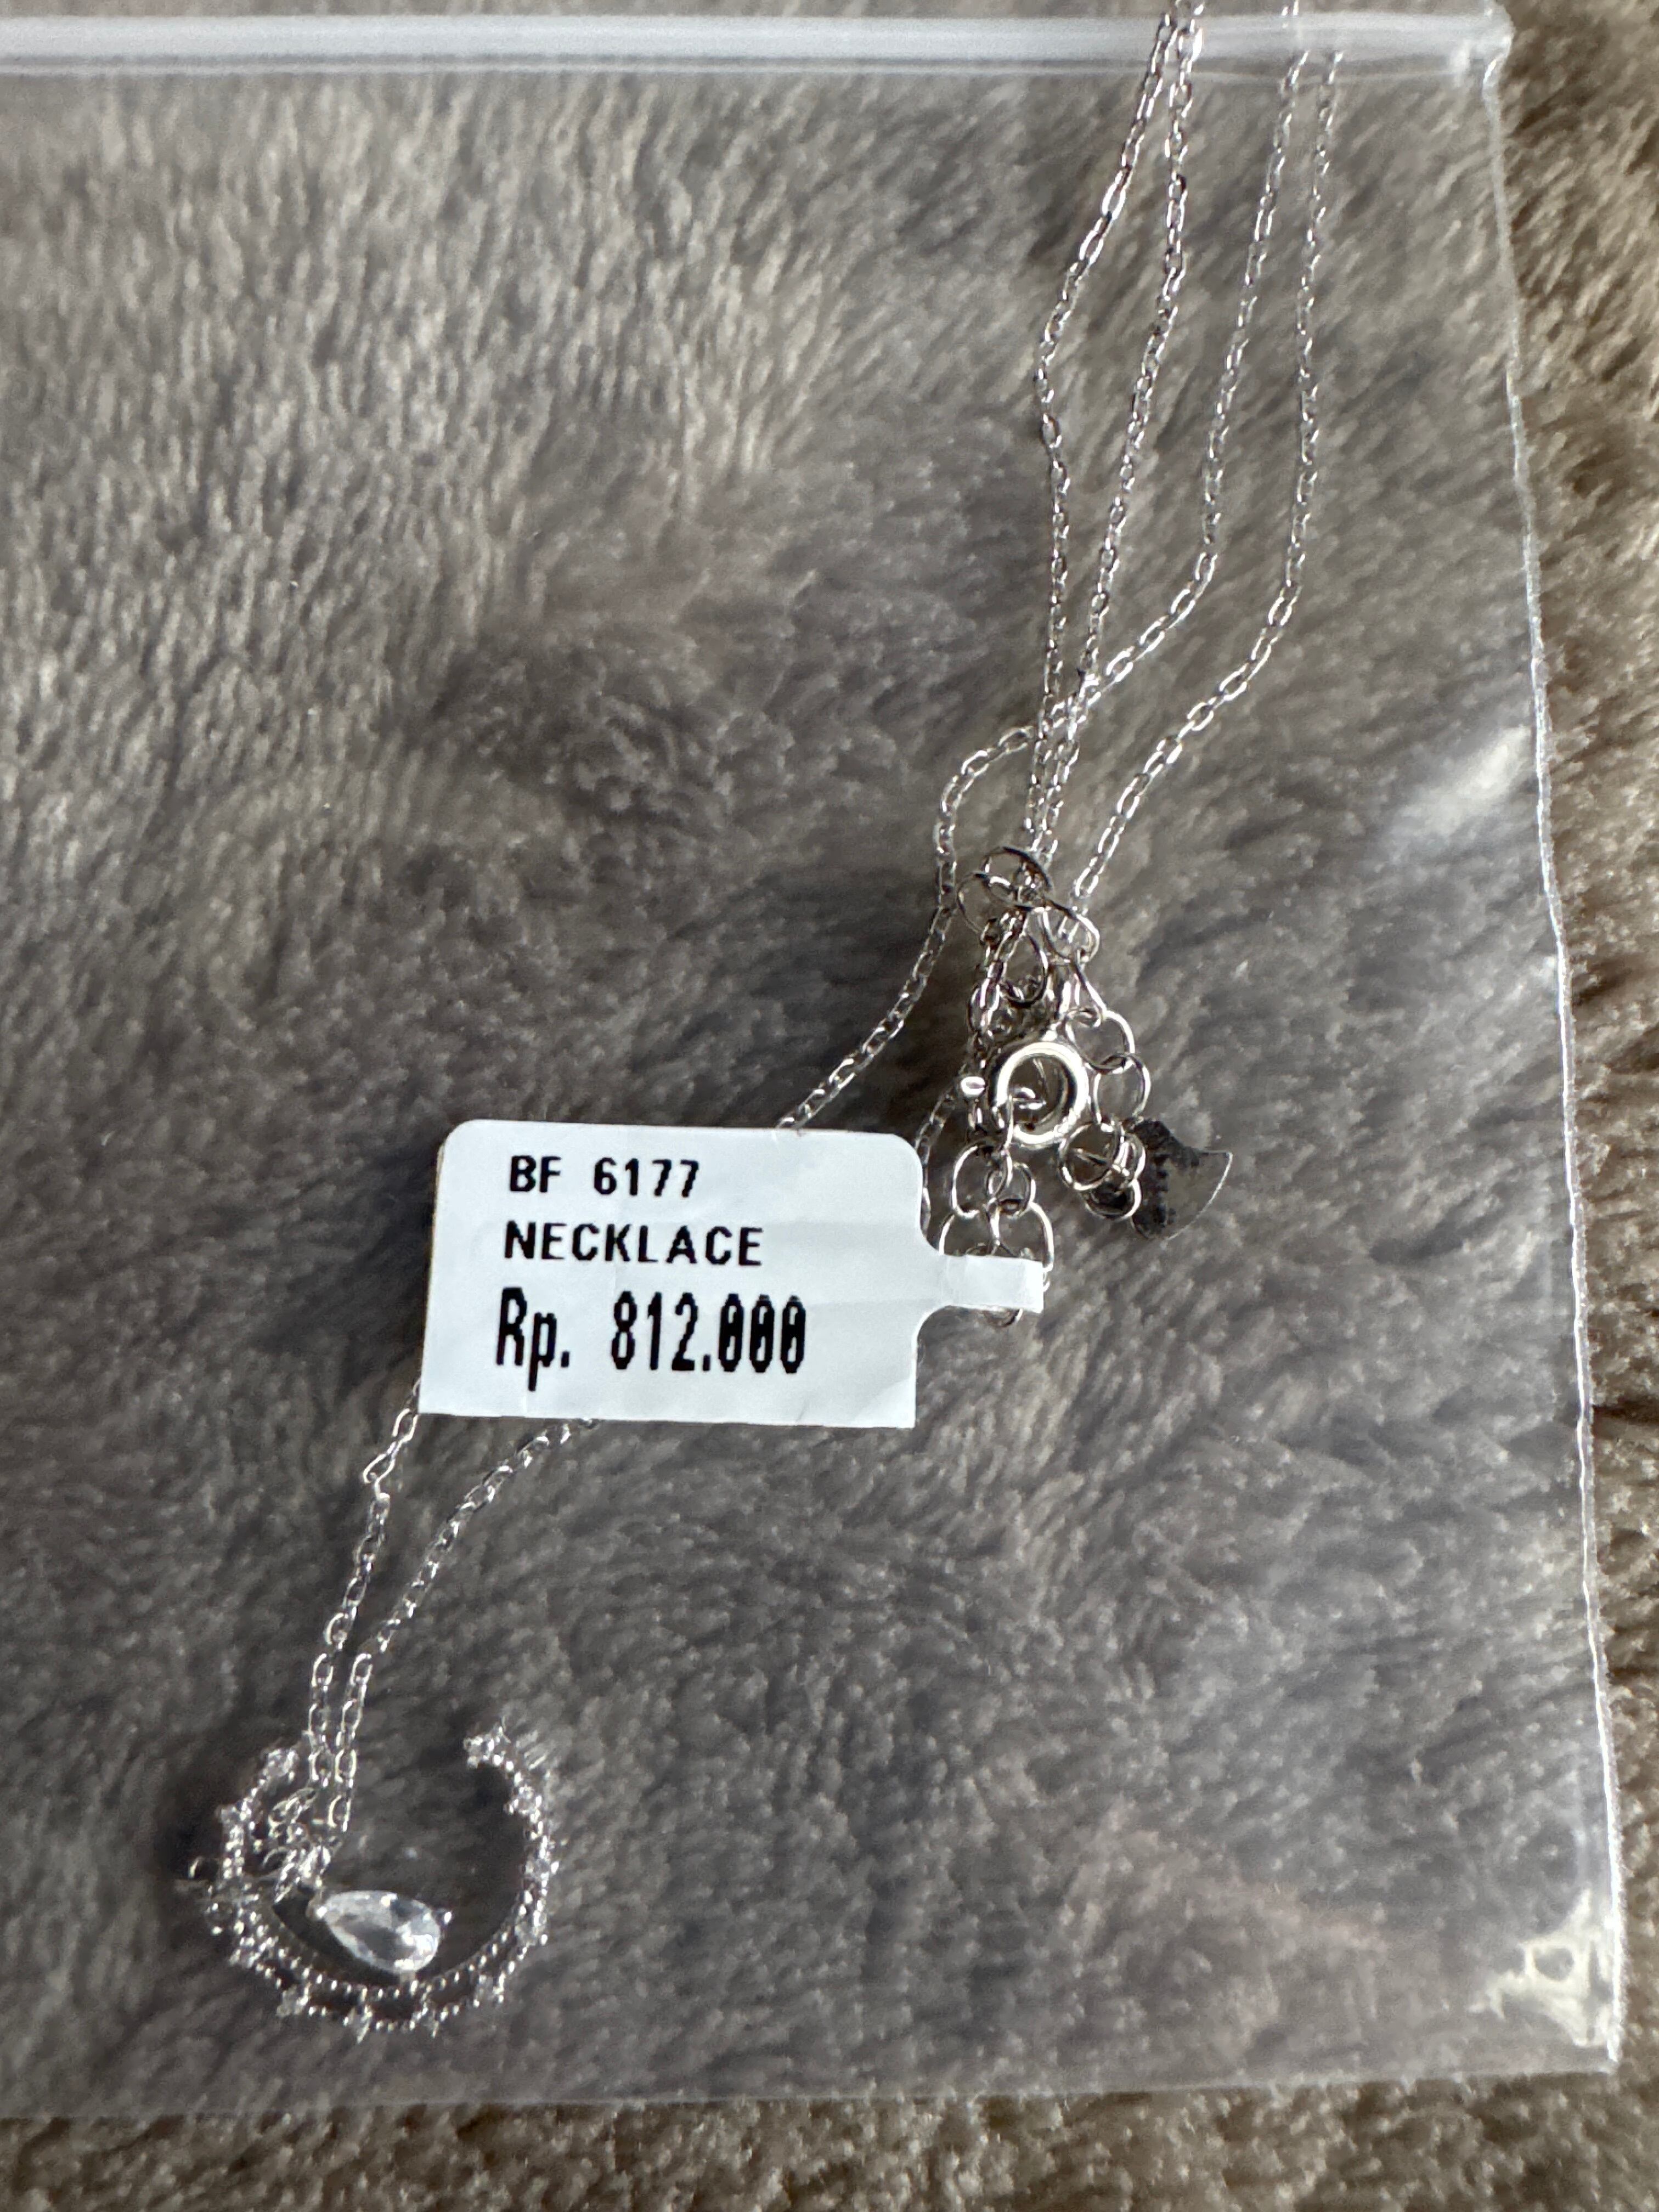 BF 6177
NECKLACE
Rp. 812.000